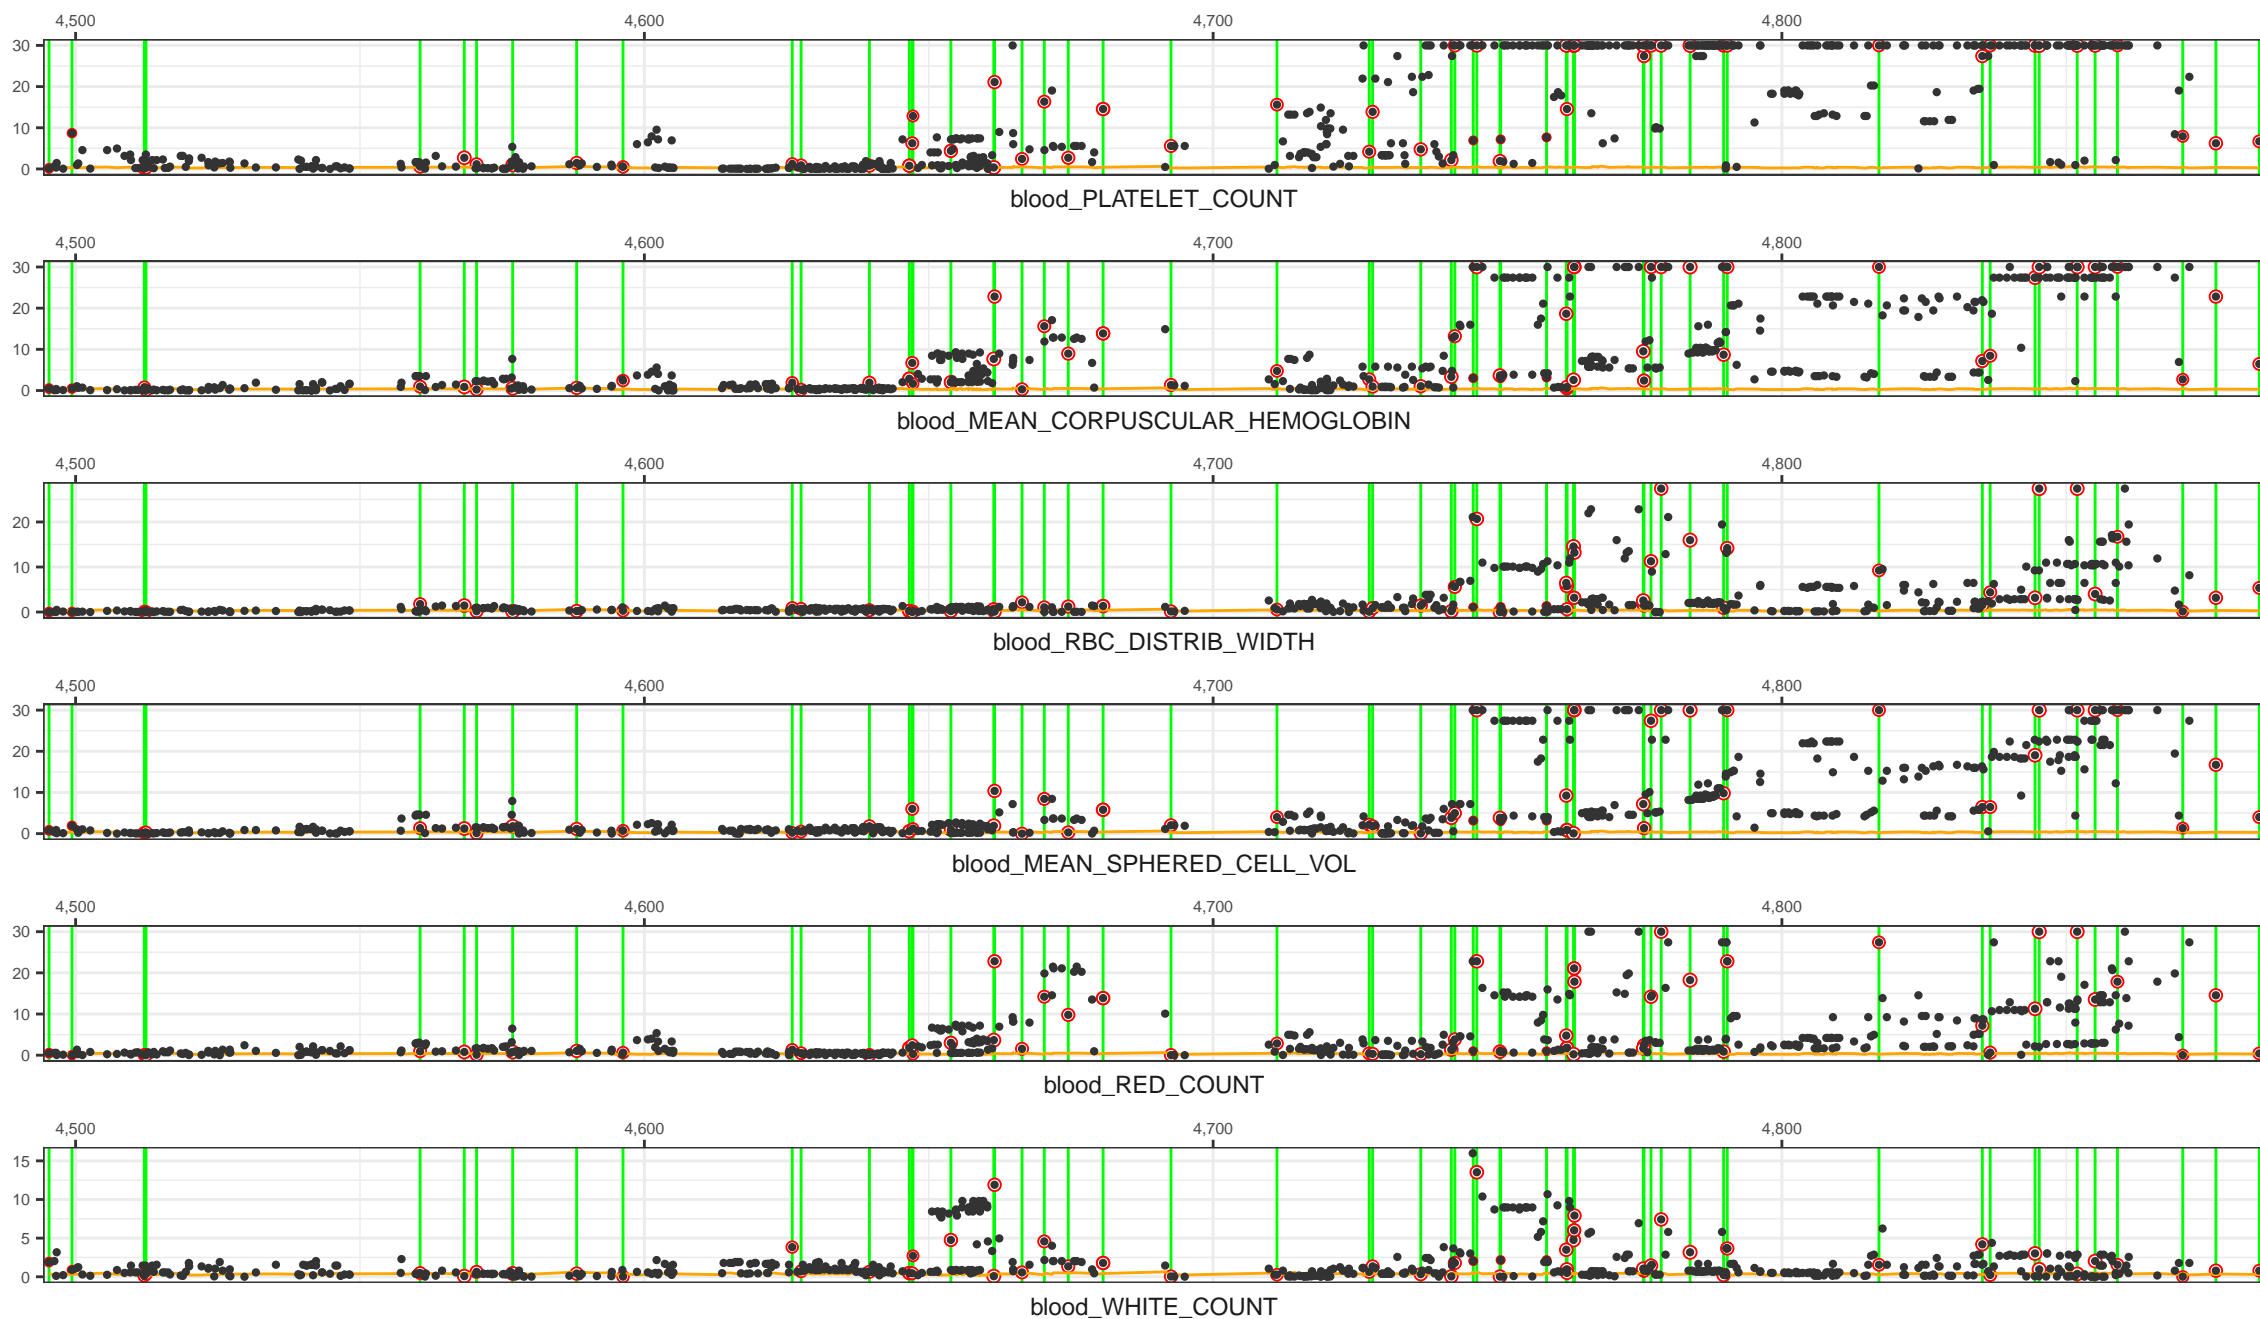 4,500 4,600 4,700 4,800
30
20
10
0
blood_PLATELET_COUNT
4,500 4,600 4,700 4,800
30
20
10
0
blood_MEAN_CORPUSCULAR_HEMOGLOBIN
4,500 4,600 4,700 4,800
20
10
0
blood_RBC_DISTRIB_WIDTH
4,500 4,600 4,700 4,800
30
20
10
0
blood_MEAN_SPHERED_CELL_VOL
4,500 4,600 4,700 4,800
30
20
10
0
blood_RED_COUNT
4,500 4,600 4,700 4,800
15
10
5
0
blood_WHITE_COUNT